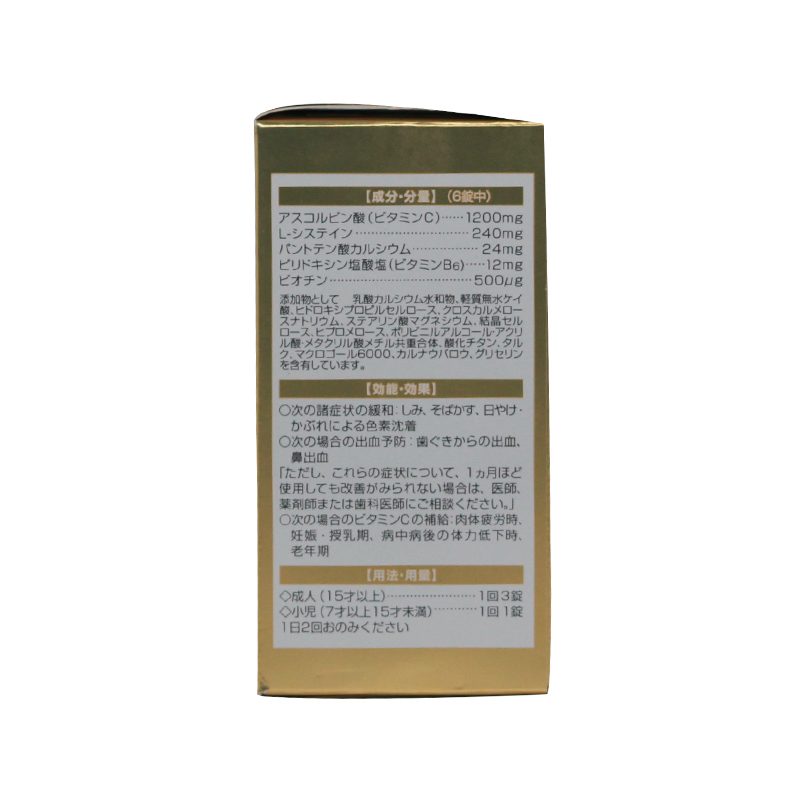 【成分・分量】(6錠中)
アスコルビン酸(ビタミンC)……1200mg
L-システイン……………………………240mg
パントテン酸カルシウム………………24mg
ピリドキシン塩酸塩(ビタミンB6)……12mg
ビオチン……………………………………500μg
添加物として 乳酸カルシウム水和物、軽質無水ケイ
酸、ヒドロキシプロピルセルロース、クロスカルメロー
スナトリウム、ステアリン酸マグネシウム、結晶セル
ロース、ヒプロメロース、ポリビニルアルコール・アクリ
ル酸・メタクリル酸メチル共重合体、酸化チタン、タル
ク、マクロゴール6000、カルナウバロウ、グリセリン
を含有しています。
【効能・効果】
○次の諸症状の緩和：しみ、そばかす、日やけ・
かぶれによる色素沈着
○次の場合の出血予防：歯ぐきからの出血、
鼻出血
「ただし、これらの症状について、1ヵ月ほど
使用しても改善がみられない場合は、医師、
薬剤師または歯科医師にご相談ください。」
○次の場合のビタミンCの補給：肉体疲労時、
妊娠・授乳期、病中病後の体力低下時、
老年期
【用法・用量】
◇成人(15才以上)…………………………1回3錠
◇小児(7才以上15才未満)……………1回1錠
1日2回おのみください